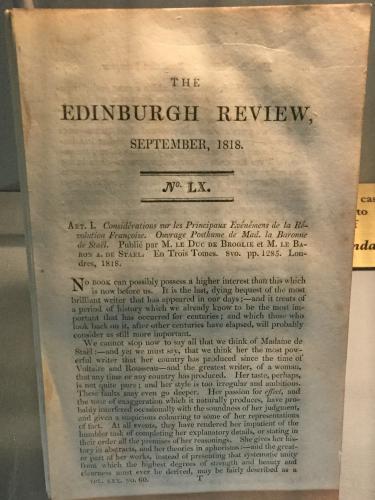 THE
EDINBURGH REVIEW,
SEPTEMBER, 1818.
No. LX.
ART. I. Considérations sur les Principaux Evénémens de la Ré-
volution Françoise. Ouvrage Posthume de Mad. la Baronne
de Staël. Publié par M. LE DUC DE BROGLIE et M. LE BA-
RON A. DE STAEL. En Trois Tomes. 8vo. pp. 1285. Lon-
dres, 1818.
NO BOOK can possibly possess a higher interest than this which
is now before us. It is the last, dying bequest of the most
brilliant writer that has appeared in our days;—and it treats of
a period of history which we already know to be the most im-
portant that has occurred for centuries; and which those who
look back on it, after other centuries have elapsed, will probably
consider as still more important.
We cannot stop now to say all that we think of Madame de
Staël:—and yet we must say, that we think her the most pow-
erful writer that her country has produced since the time of
Voltaire and Rousseau—and the greatest writer, of a woman,
that any time or any country has produced. Her taste, perhaps,
is not quite pure; and her style is too irregular and ambitious.
These faults may even go deeper. Her passion for effect, and
the tone of exaggeration which it naturally produces, have pro-
bably interfered occasionally with the soundness of her judgment,
and given a suspicious colouring to some of her representations
of fact. At all events, they have rendered her impatient of the
humbler task of completing her explanatory details, or stating in
their order all the premises of her reasonings. She gives her his-
tory in abstracts, and her theories in aphorisms:—and the great-
er part of her works, instead of presenting that systematic unity
from which the highest degrees of strength and beauty and
clearness must ever be derived, may be fairly described as a
VOL. XXX. NO. 60. T
cas
to
f
nda